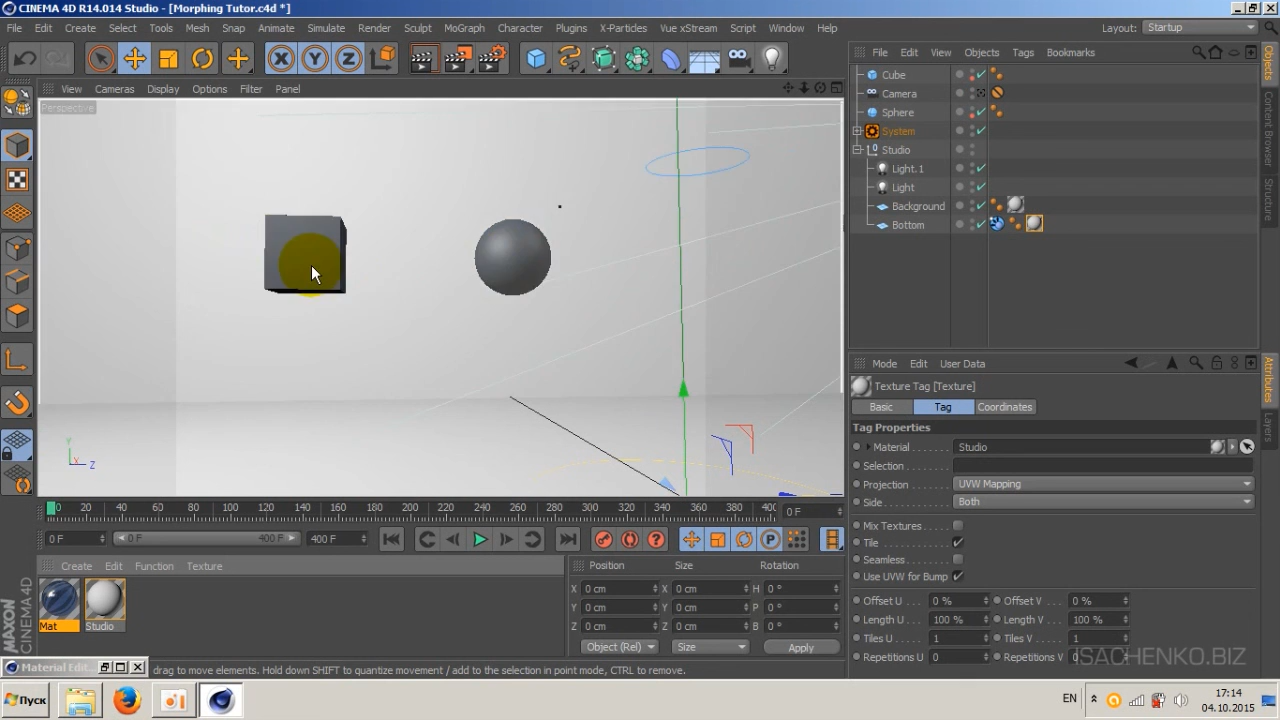 CINEMA 4D R14.014 Studio - [Morphing Tutor.c4d *]
File Edit Create Select Tools Mesh Snap Animate Simulate Render Sculpt MoGraph Character Plugins X-Particles Vue xStream Script Window Help Layout: Startup
X Y Z
File Edit View Objects Tags Bookmarks
View Cameras Display Options Filter Panel
Perspective
Cube
Camera
Sphere
System
Studio
Light.1
Light
Background
Bottom
Objects
Content Browser
Structure
Mode Edit User Data
Texture Tag [Texture]
Basic Tag Coordinates
Tag Properties
Material Studio
Selection
Projection UVW Mapping
Side Both
Mix Textures
Tile
Seamless
Use UVW for Bump
Offset U 0 % Offset V 0 %
Length U 100 % Length V 100 %
Tiles U 1 Tiles V 1
Repetitions U 0 Repetitions V 0
Attributes
Layers
Y
X Z
0 20 40 60 80 100 120 140 160 180 200 220 240 260 280 300 320 340 360 380 400 0 F
0 F 0 F 400 F 400 F
P
Create Edit Function Texture
Mat Studio
Position Size Rotation
X 0 cm X 0 cm H 0 °
Y 0 cm Y 0 cm P 0 °
Z 0 cm Z 0 cm B 0 °
Object (Rel) Size Apply
MAXON
CINEMA 4D
ISACHENKO.BIZ
Material Edit...
drag to move elements. Hold down SHIFT to quantize movement / add to the selection in point mode, CTRL to remove.
Пуск
EN
17:14
04.10.2015